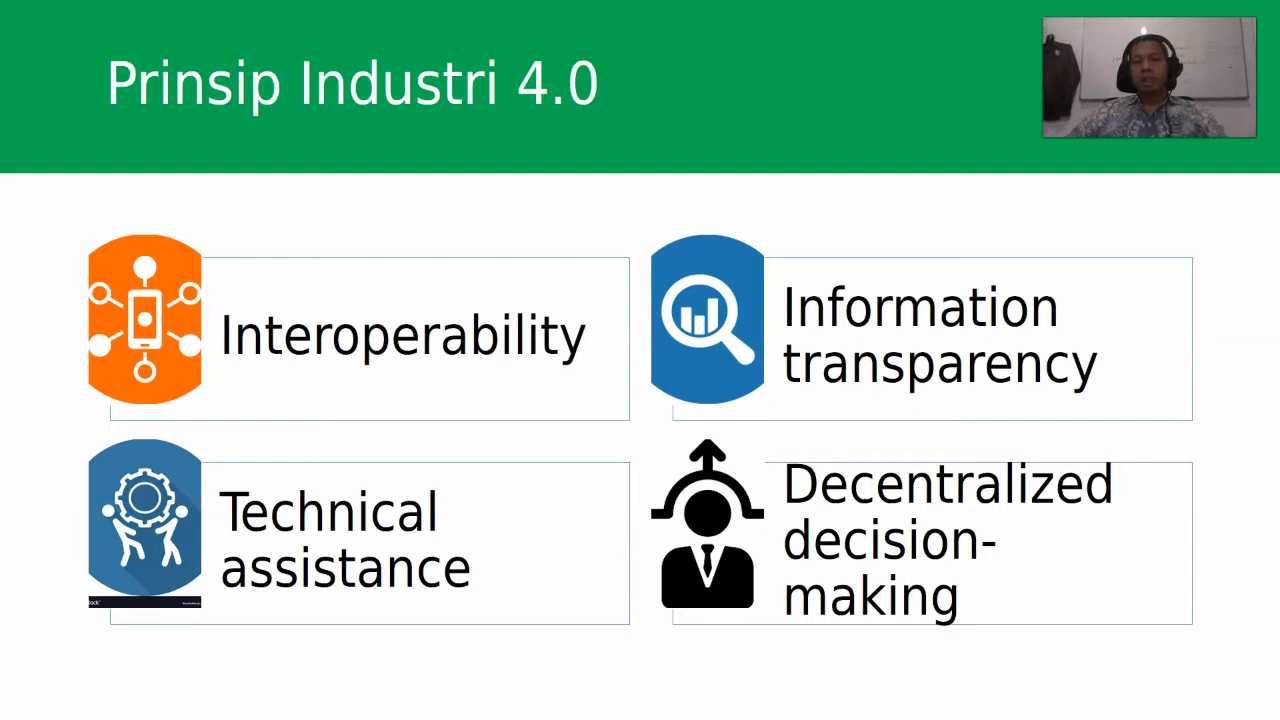 Prinsip Industri 4.0
Interoperability
Information
transparency
Technical
assistance
Decentralized
decision-
making